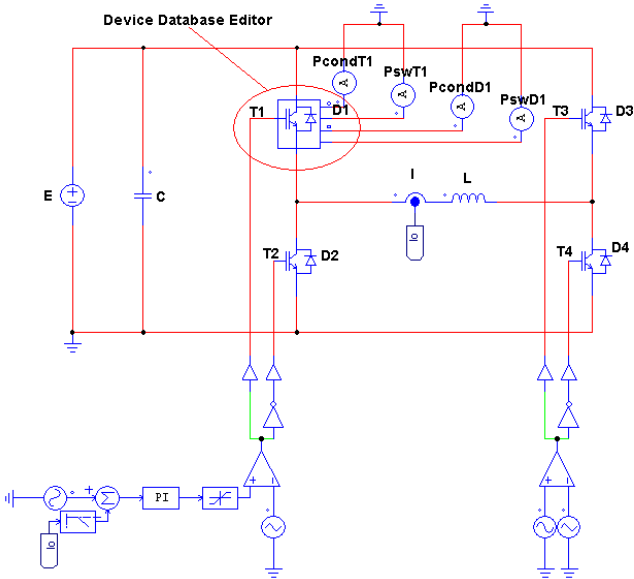 Device Database Editor
PcondT1
PswT1
PcondD1
PswD1
T1
D1
T3
D3
E
C
I
L
Io
T2
D2
T4
D4
+
-
+
-
+
Σ
PI
Io